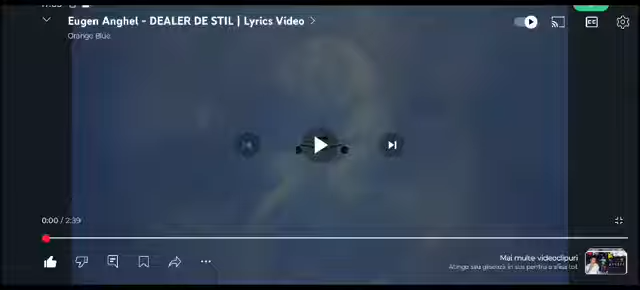 Eugen Anghel - DEALER DE STIL | Lyrics Video
Orange Blue
CC
0:00 / 2:39
Mai multe videoclipuri
Atinge sau glisează în sus pentru a afișa tot